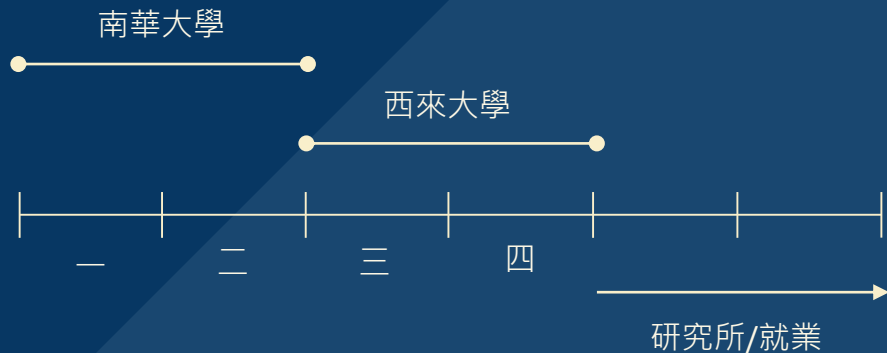 南華大學
西來大學
一 二 三 四
研究所/就業